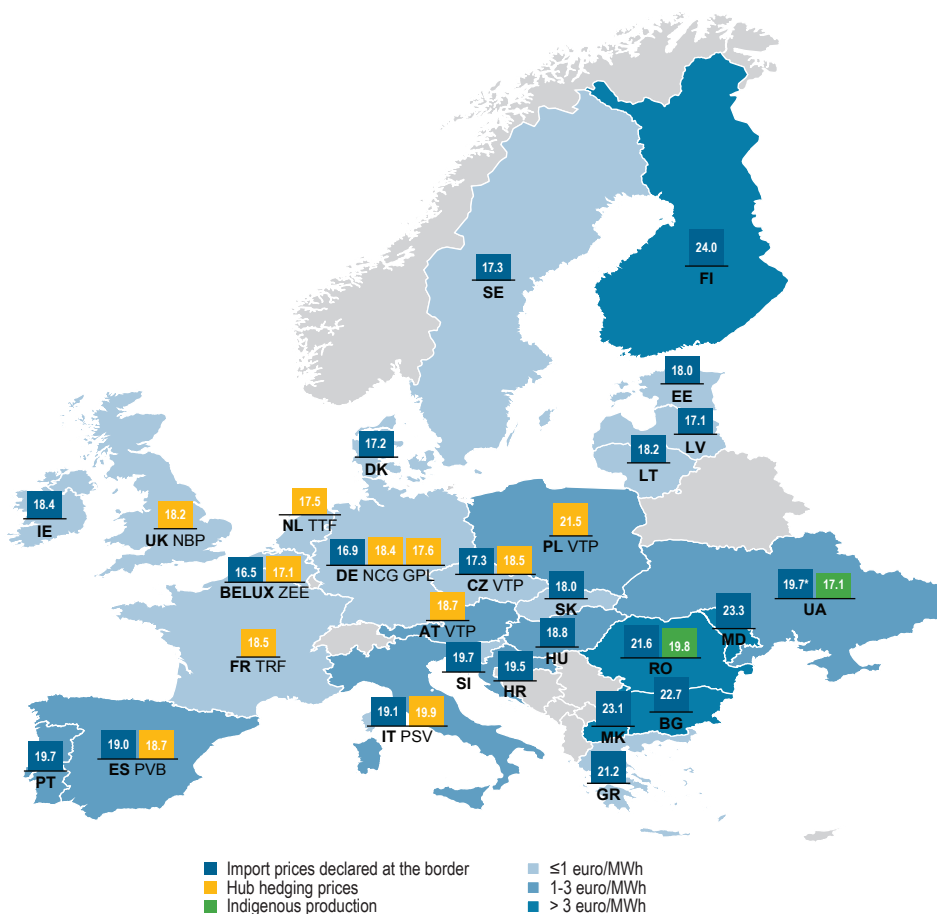 24.0
FI
17.3
SE
18.0
EE
17.1
LV
18.2
LT
17.2
DK
18.4
IE
18.2
UK NBP
17.5
NL TTF
16.9 18.4 17.6
DE NCG GPL
21.5
PL VTP
17.3 18.5
CZ VTP
16.5 17.1
BELUX ZEE
18.0
SK
19.7* 17.1
UA
18.7
AT VTP
23.3
MD
18.5
FR TRF
18.8
HU
21.6 19.8
RO
19.7
SI
19.5
HR
22.7
BG
23.1
MK
19.1 19.9
IT PSV
19.7
PT
19.0 18.7
ES PVB
21.2
GR
Import prices declared at the border
Hub hedging prices
Indigenous production
≤1 euro/MWh
1-3 euro/MWh
> 3 euro/MWh